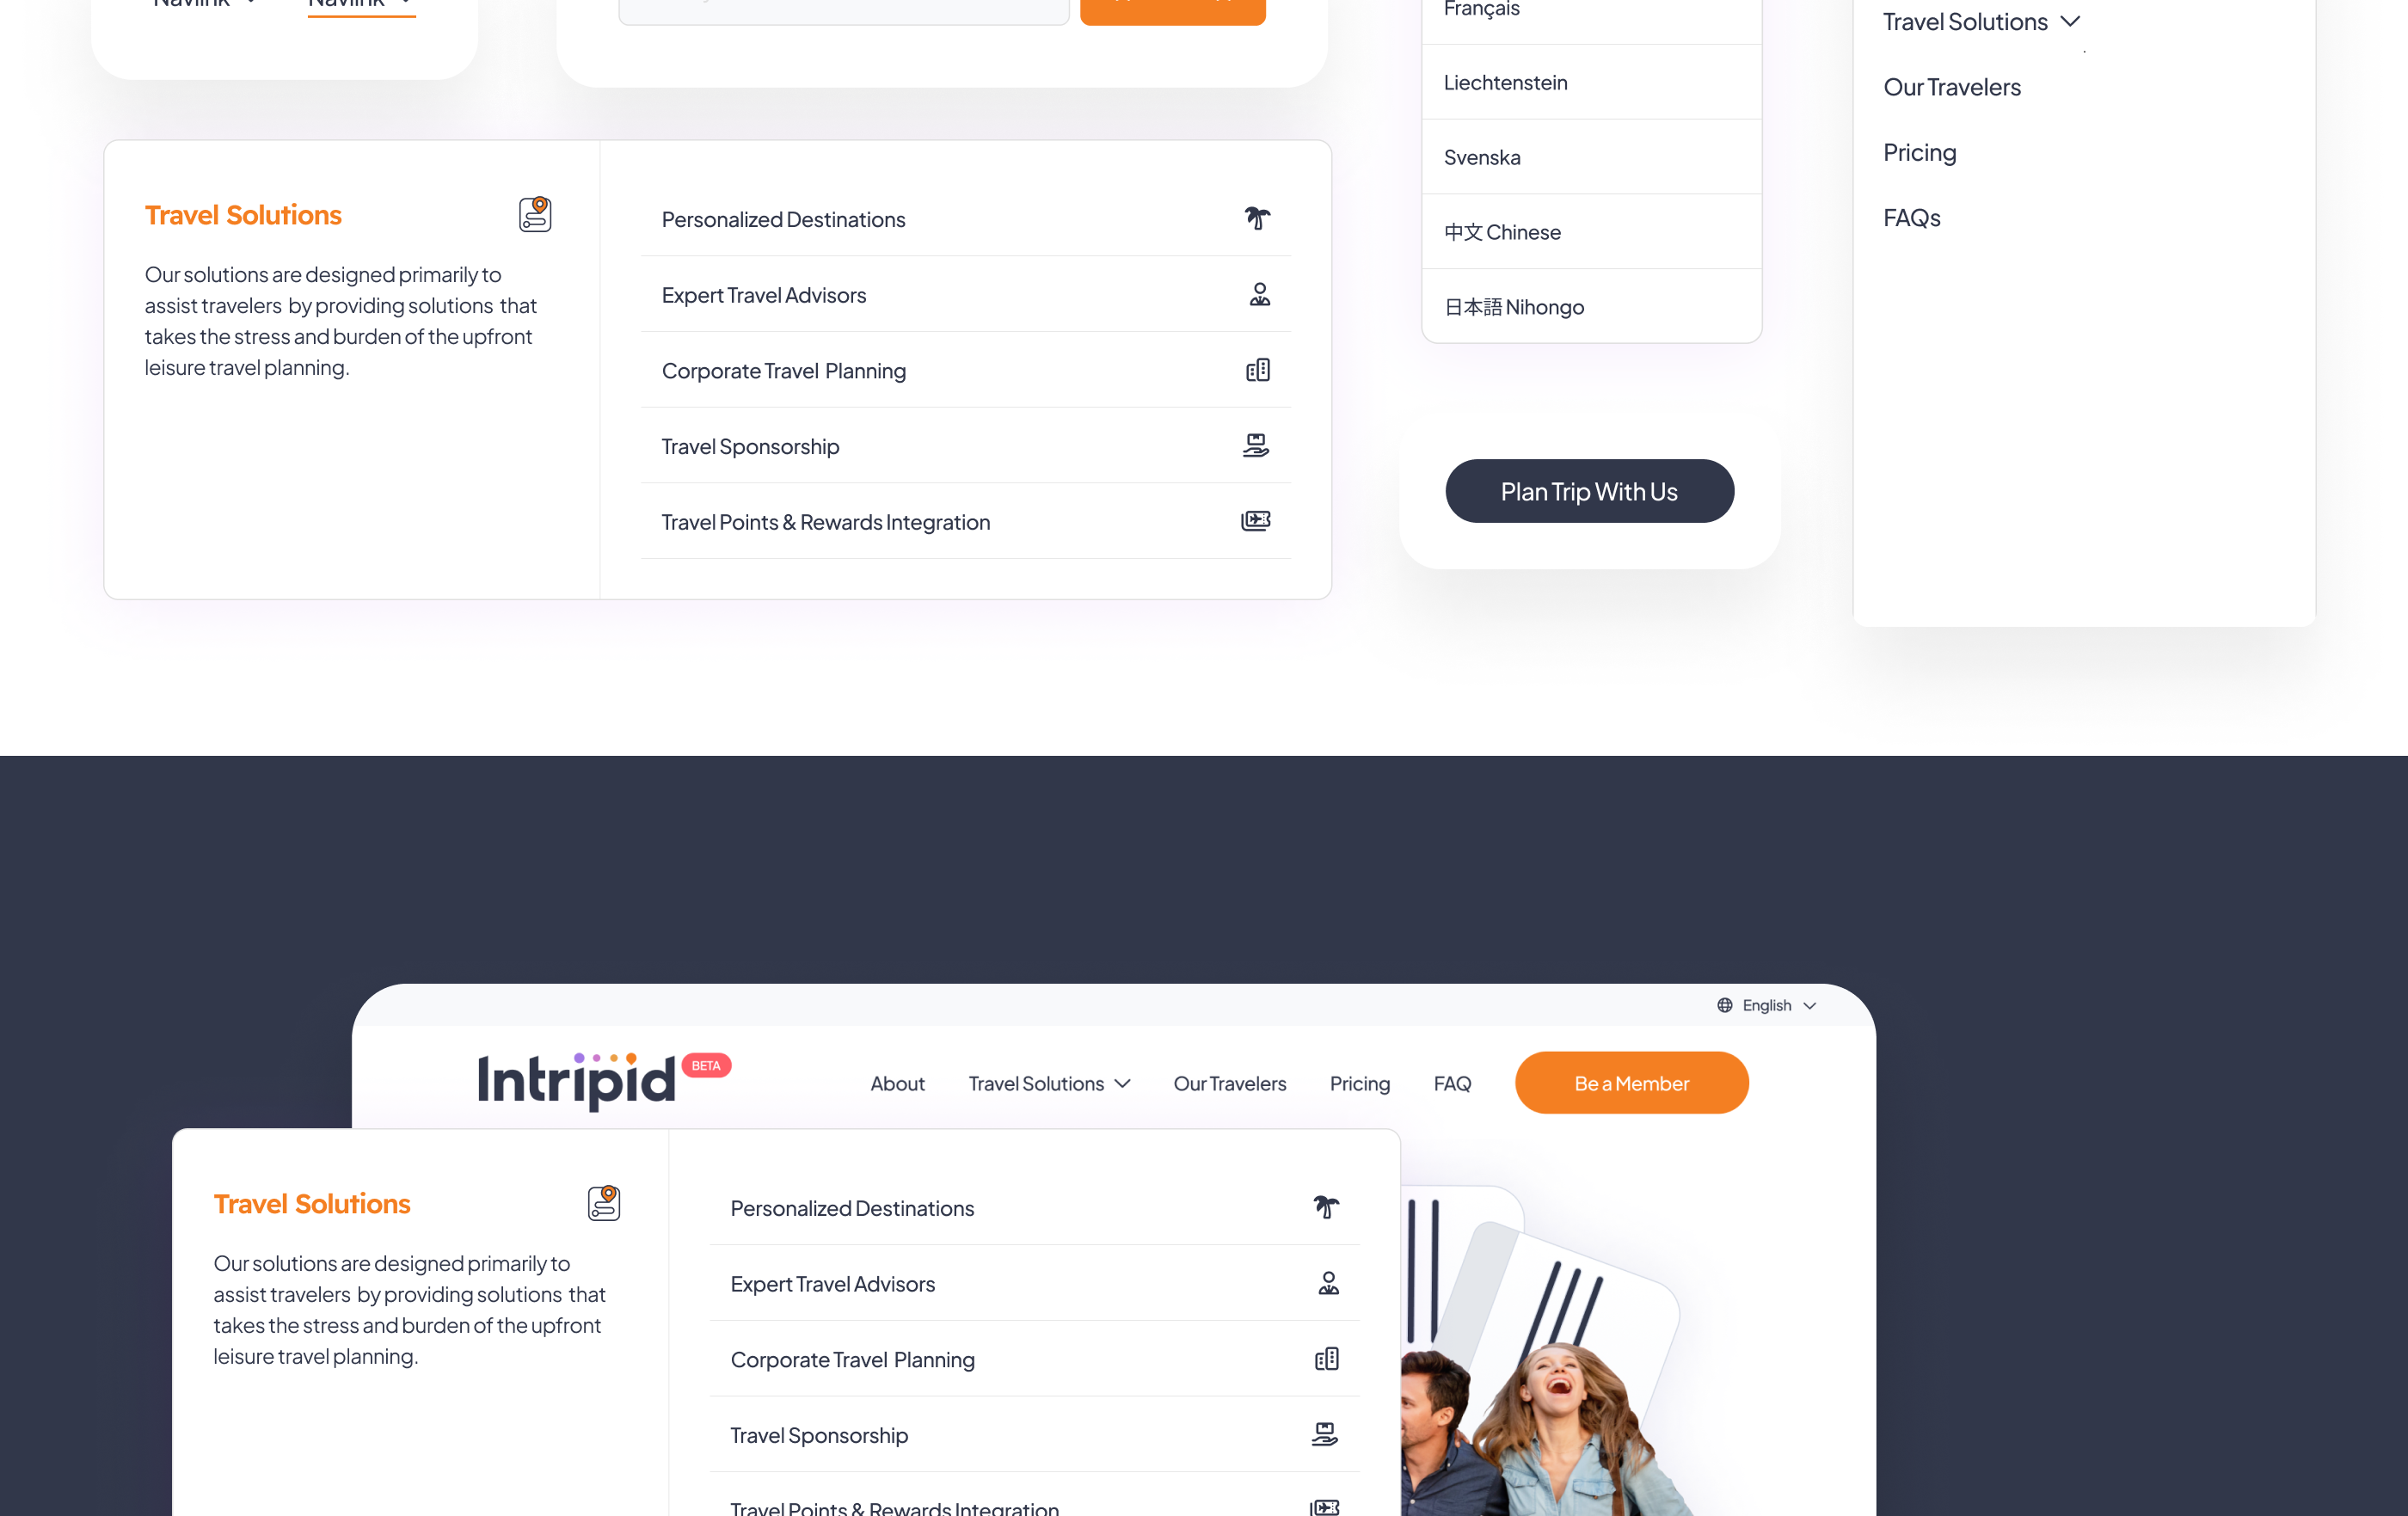 Navlink
Navlink
Français
Liechtenstein
Svenska
中文 Chinese
日本語 Nihongo
Travel Solutions
Our Travelers
Pricing
FAQs
Travel Solutions
Our solutions are designed primarily to
assist travelers by providing solutions that
takes the stress and burden of the upfront
leisure travel planning.
Personalized Destinations
Expert Travel Advisors
Corporate Travel Planning
Travel Sponsorship
Travel Points & Rewards Integration
Plan Trip With Us
English
Intripid
BETA
About
Travel Solutions
Our Travelers
Pricing
FAQ
Be a Member
Travel Solutions
Our solutions are designed primarily to
assist travelers by providing solutions that
takes the stress and burden of the upfront
leisure travel planning.
Personalized Destinations
Expert Travel Advisors
Corporate Travel Planning
Travel Sponsorship
Travel Points & Rewards Integration